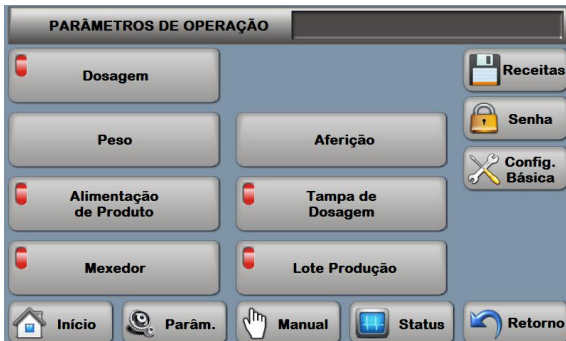 PARÂMETROS DE OPERAÇÃO
Dosagem
Receitas
Senha
Peso
Aferição
Config.
Básica
Alimentação
de Produto
Tampa de
Dosagem
Mexedor
Lote Produção
Início
Parâm.
Manual
Status
Retorno